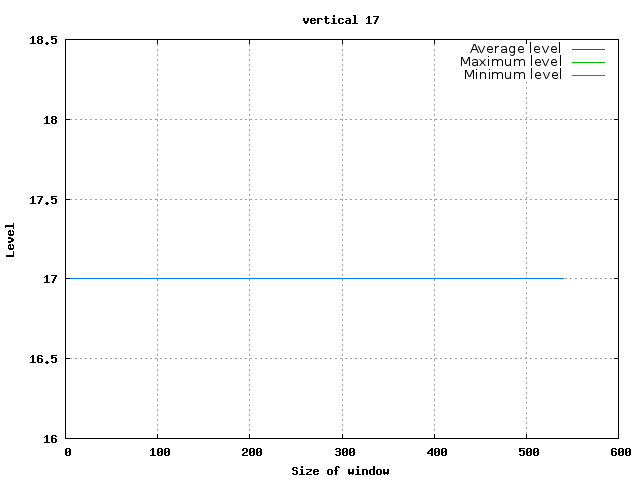 vertical 17
18.5
18
17.5
17
16.5
16
Level
Average level
Maximum level
Minimum level
0 100 200 300 400 500 600
Size of window